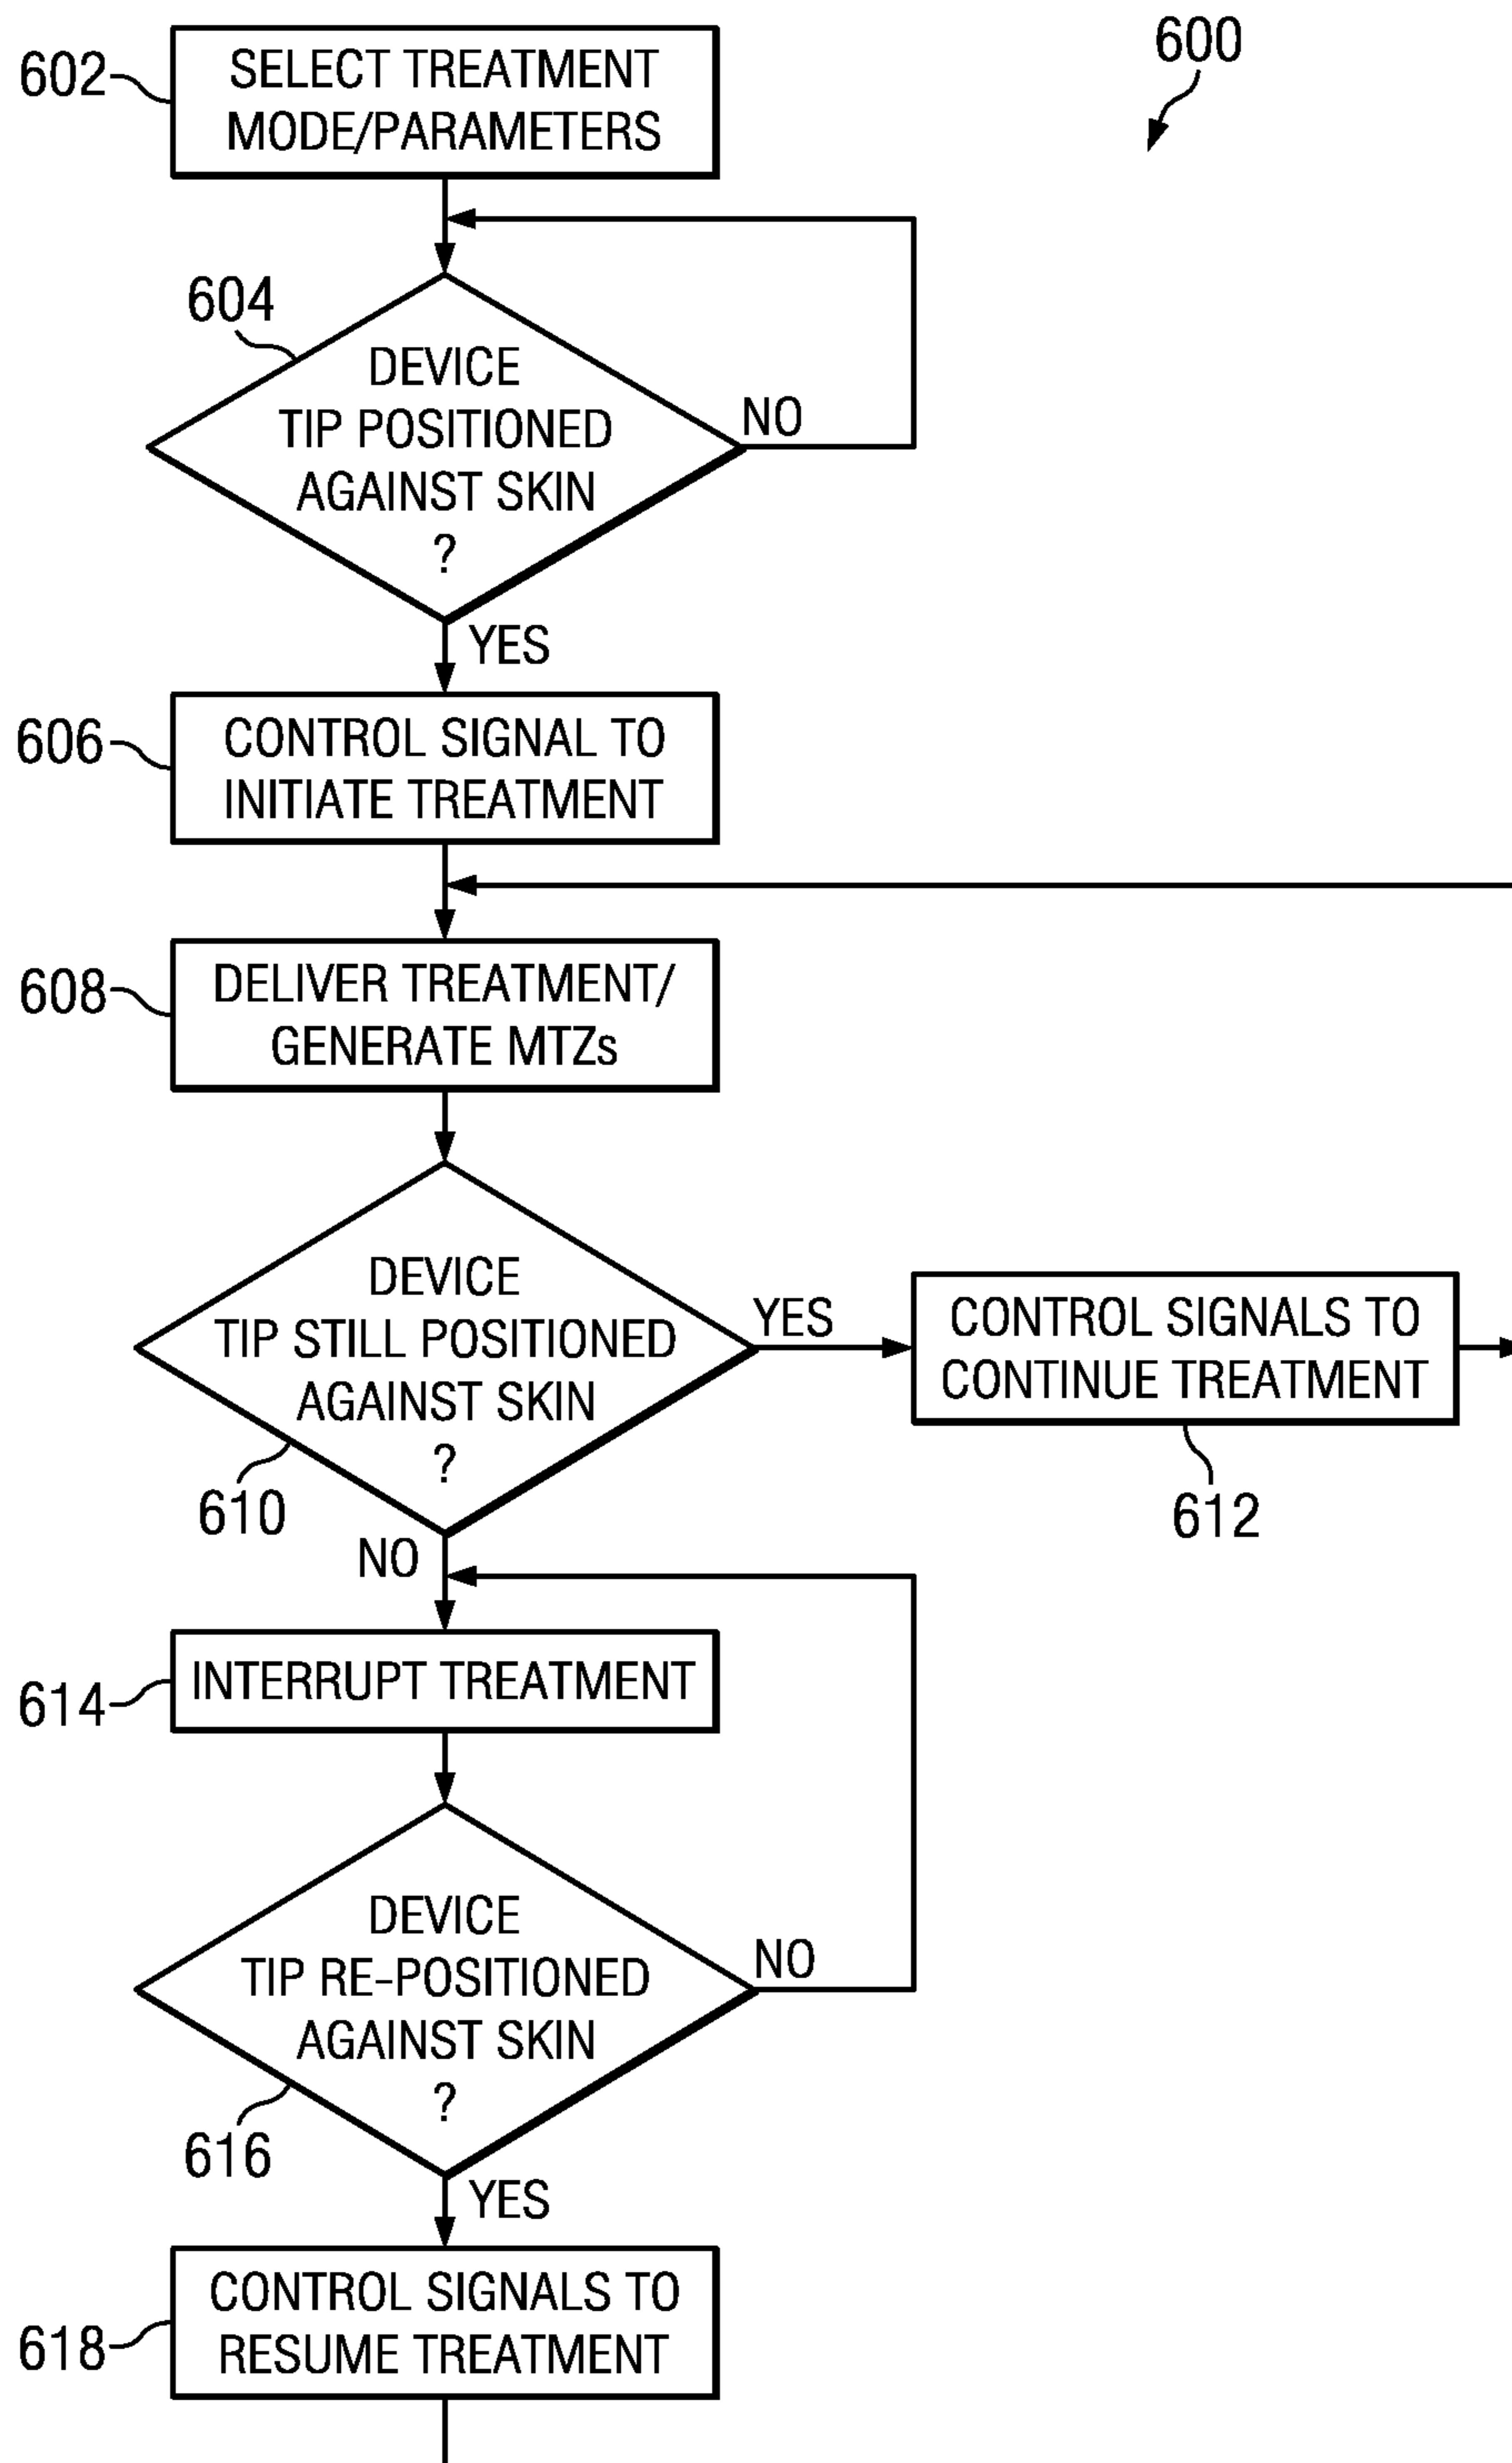 600
602
SELECT TREATMENT
MODE/PARAMETERS
604
DEVICE
TIP POSITIONED
AGAINST SKIN
?
NO
YES
606
CONTROL SIGNAL TO
INITIATE TREATMENT
608
DELIVER TREATMENT/
GENERATE MTZs
DEVICE
TIP STILL POSITIONED
AGAINST SKIN
?
610
YES
CONTROL SIGNALS TO
CONTINUE TREATMENT
612
NO
614
INTERRUPT TREATMENT
DEVICE
TIP RE-POSITIONED
AGAINST SKIN
?
616
NO
YES
618
CONTROL SIGNALS TO
RESUME TREATMENT